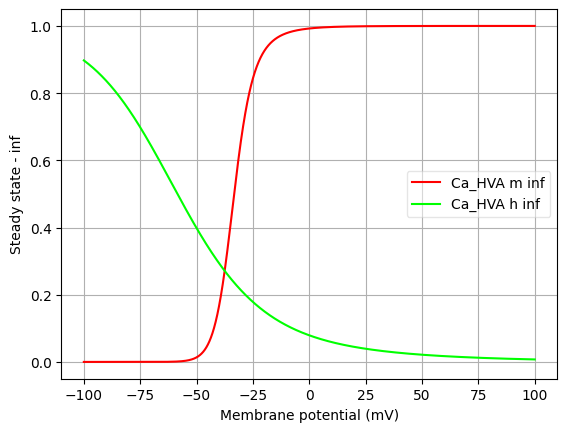 1.0
0.8
0.6
0.4
0.2
0.0
Steady state - inf
Ca_HVA m inf
Ca_HVA h inf
−100 −75 −50 −25 0 25 50 75 100
Membrane potential (mV)